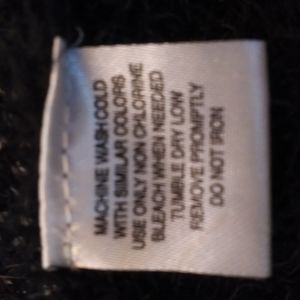 MACHINE WASH COLD
WITH SIMILAR COLORS
USE ONLY NON CHLORINE
BLEACH WHEN NEEDED
TUMBLE DRY LOW
REMOVE PROMPTLY
DO NOT IRON